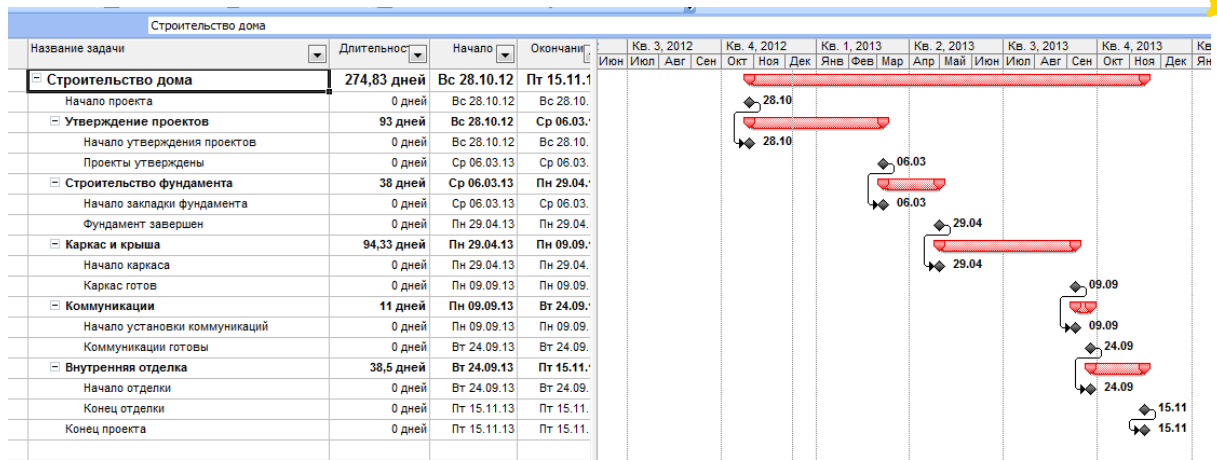 Строительство дома
Название задачи Длительнос Начало Окончани Кв. 3, 2012 Кв. 4, 2012 Кв. 1, 2013 Кв. 2, 2013 Кв. 3, 2013 Кв. 4, 2013 Кв
Июн Июл Авг Сен Окт Ноя Дек Янв Фев Мар Апр Май Июн Июл Авг Сен Окт Ноя Дек Ян
Строительство дома 274,83 дней Вс 28.10.12 Пт 15.11.1
Начало проекта 0 дней Вс 28.10.12 Вс 28.10. 28.10
Утверждение проектов 93 дней Вс 28.10.12 Ср 06.03.
Начало утверждения проектов 0 дней Вс 28.10.12 Вс 28.10. 28.10
Проекты утверждены 0 дней Ср 06.03.13 Ср 06.03. 06.03
Строительство фундамента 38 дней Ср 06.03.13 Пн 29.04.
Начало закладки фундамента 0 дней Ср 06.03.13 Ср 06.03. 06.03
Фундамент завершен 0 дней Пн 29.04.13 Пн 29.04. 29.04
Каркас и крыша 94,33 дней Пн 29.04.13 Пн 09.09.
Начало каркаса 0 дней Пн 29.04.13 Пн 29.04. 29.04
Каркас готов 0 дней Пн 09.09.13 Пн 09.09. 09.09
Коммуникации 11 дней Пн 09.09.13 Вт 24.09.
Начало установки коммуникаций 0 дней Пн 09.09.13 Пн 09.09. 09.09
Коммуникации готовы 0 дней Вт 24.09.13 Вт 24.09. 24.09
Внутренняя отделка 38,5 дней Вт 24.09.13 Пт 15.11.
Начало отделки 0 дней Вт 24.09.13 Вт 24.09. 24.09
Конец отделки 0 дней Пт 15.11.13 Пт 15.11. 15.11
Конец проекта 0 дней Пт 15.11.13 Пт 15.11. 15.11